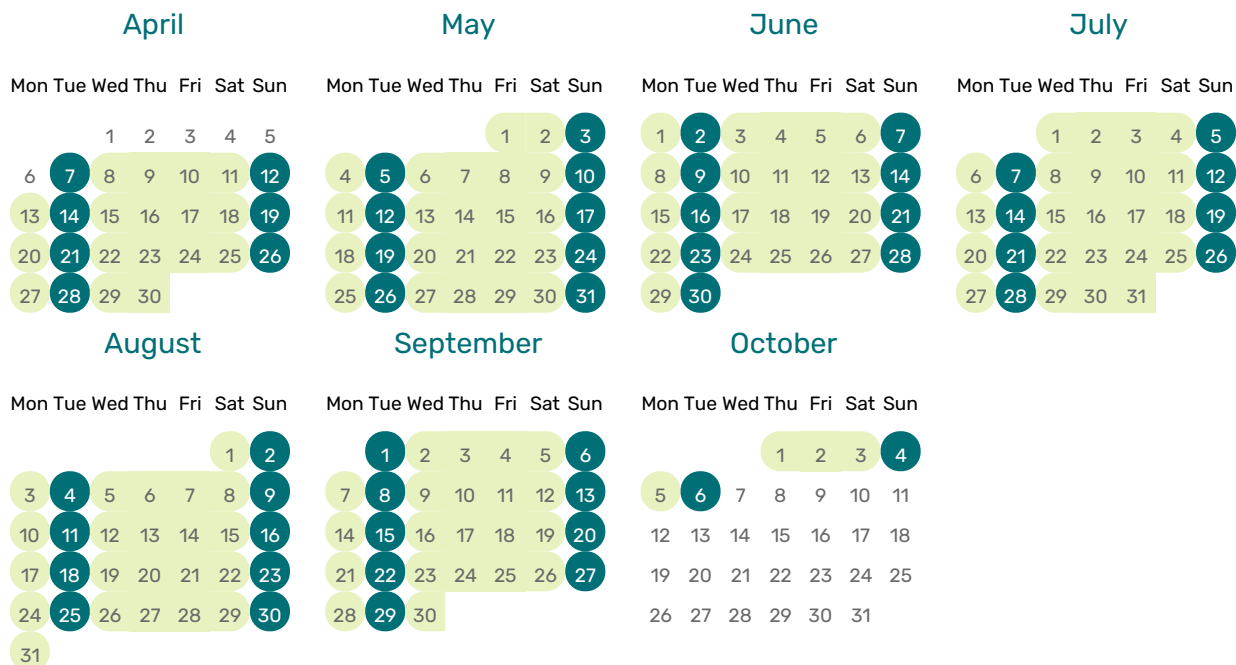 April May June July
Mon Tue Wed Thu Fri Sat Sun Mon Tue Wed Thu Fri Sat Sun Mon Tue Wed Thu Fri Sat Sun Mon Tue Wed Thu Fri Sat Sun
1 2 3 4 5 1 2 3 1 2 3 4 5 6 7 1 2 3 4 5
6 7 8 9 10 11 12 4 5 6 7 8 9 10 8 9 10 11 12 13 14 6 7 8 9 10 11 12
13 14 15 16 17 18 19 11 12 13 14 15 16 17 15 16 17 18 19 20 21 13 14 15 16 17 18 19
20 21 22 23 24 25 26 18 19 20 21 22 23 24 22 23 24 25 26 27 28 20 21 22 23 24 25 26
27 28 29 30 25 26 27 28 29 30 31 29 30 27 28 29 30 31
August September October
Mon Tue Wed Thu Fri Sat Sun Mon Tue Wed Thu Fri Sat Sun Mon Tue Wed Thu Fri Sat Sun
1 2 1 2 3 4 5 6 1 2 3 4
3 4 5 6 7 8 9 7 8 9 10 11 12 13 5 6 7 8 9 10 11
10 11 12 13 14 15 16 14 15 16 17 18 19 20 12 13 14 15 16 17 18
17 18 19 20 21 22 23 21 22 23 24 25 26 27 19 20 21 22 23 24 25
24 25 26 27 28 29 30 28 29 30 26 27 28 29 30 31
31